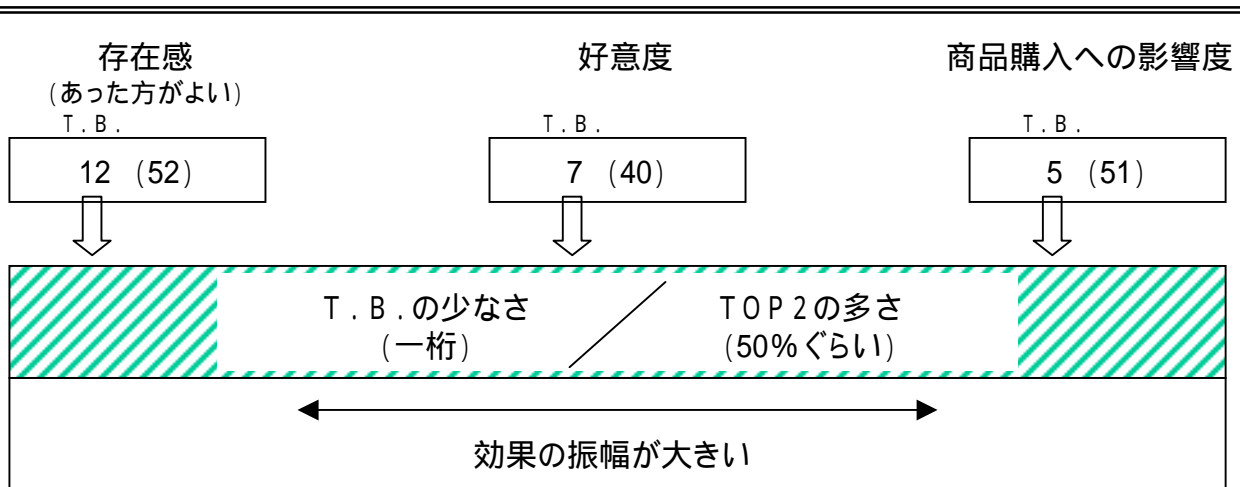 存在感
(あった方がよい)
T.B.
12 (52)
好意度
T.B.
7 (40)
商品購入への影響度
T.B.
5 (51)
T.B.の少なさ
(一桁)
TOP2の多さ
(50%ぐらい)
効果の振幅が大きい